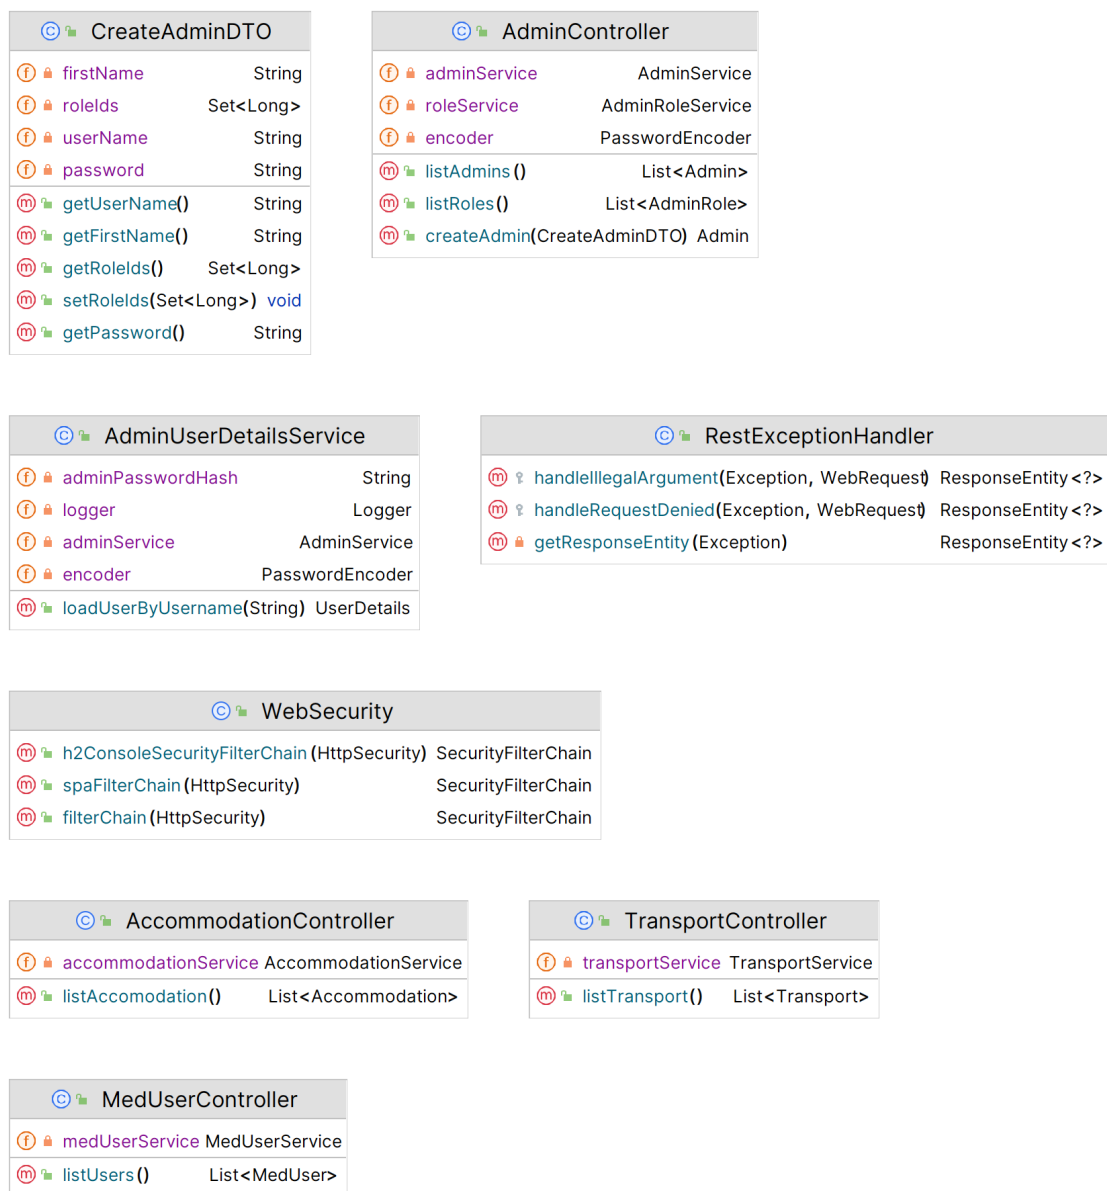 CreateAdminDTO
firstName String
roleIds Set<Long>
userName String
password String
getUserName() String
getFirstName() String
getRoleIds() Set<Long>
setRoleIds(Set<Long>) void
getPassword() String
AdminController
adminService AdminService
roleService AdminRoleService
encoder PasswordEncoder
listAdmins() List<Admin>
listRoles() List<AdminRole>
createAdmin(CreateAdminDTO) Admin
AdminUserDetailsService
adminPasswordHash String
logger Logger
adminService AdminService
encoder PasswordEncoder
loadUserByUsername(String) UserDetails
RestExceptionHandler
handleIllegalArgument(Exception, WebRequest) ResponseEntity<?>
handleRequestDenied(Exception, WebRequest) ResponseEntity<?>
getResponseEntity(Exception) ResponseEntity<?>
WebSecurity
h2ConsoleSecurityFilterChain(HttpSecurity) SecurityFilterChain
spaFilterChain(HttpSecurity) SecurityFilterChain
filterChain(HttpSecurity) SecurityFilterChain
AccommodationController
accommodationService AccommodationService
listAccomodation() List<Accommodation>
TransportController
transportService TransportService
listTransport() List<Transport>
MedUserController
medUserService MedUserService
listUsers() List<MedUser>